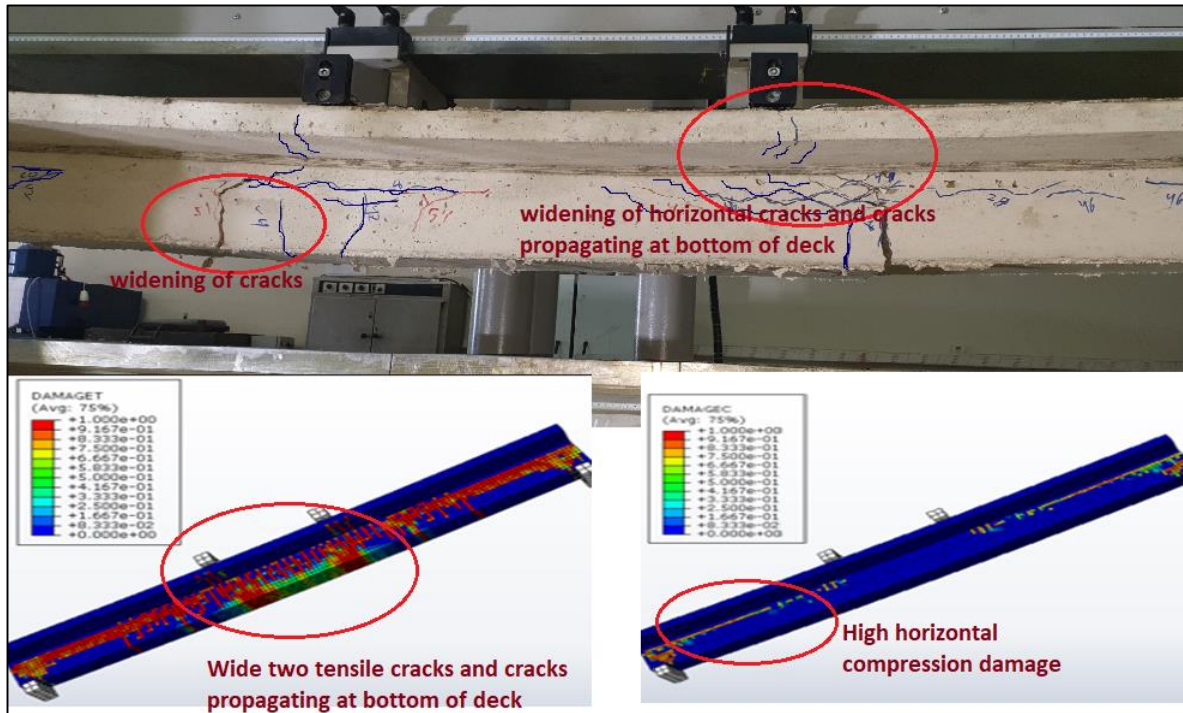 widening of horizontal cracks and cracks
propagating at bottom of deck
widening of cracks
51
28
46
46
DAMAGET
(Avg: 75%)
+1.000e+00
+9.167e-01
+8.333e-01
+7.500e-01
+6.667e-01
+5.833e-01
+5.000e-01
+4.167e-01
+3.333e-01
+2.500e-01
+1.667e-01
+8.333e-02
+0.000e+00
Wide two tensile cracks and cracks
propagating at bottom of deck
DAMAGEC
(Avg: 75%)
+1.000e+00
+9.167e-01
+8.333e-01
+7.500e-01
+6.667e-01
+5.833e-01
+5.000e-01
+4.167e-01
+3.333e-01
+2.500e-01
+1.667e-01
+8.333e-02
+0.000e+00
High horizontal
compression damage